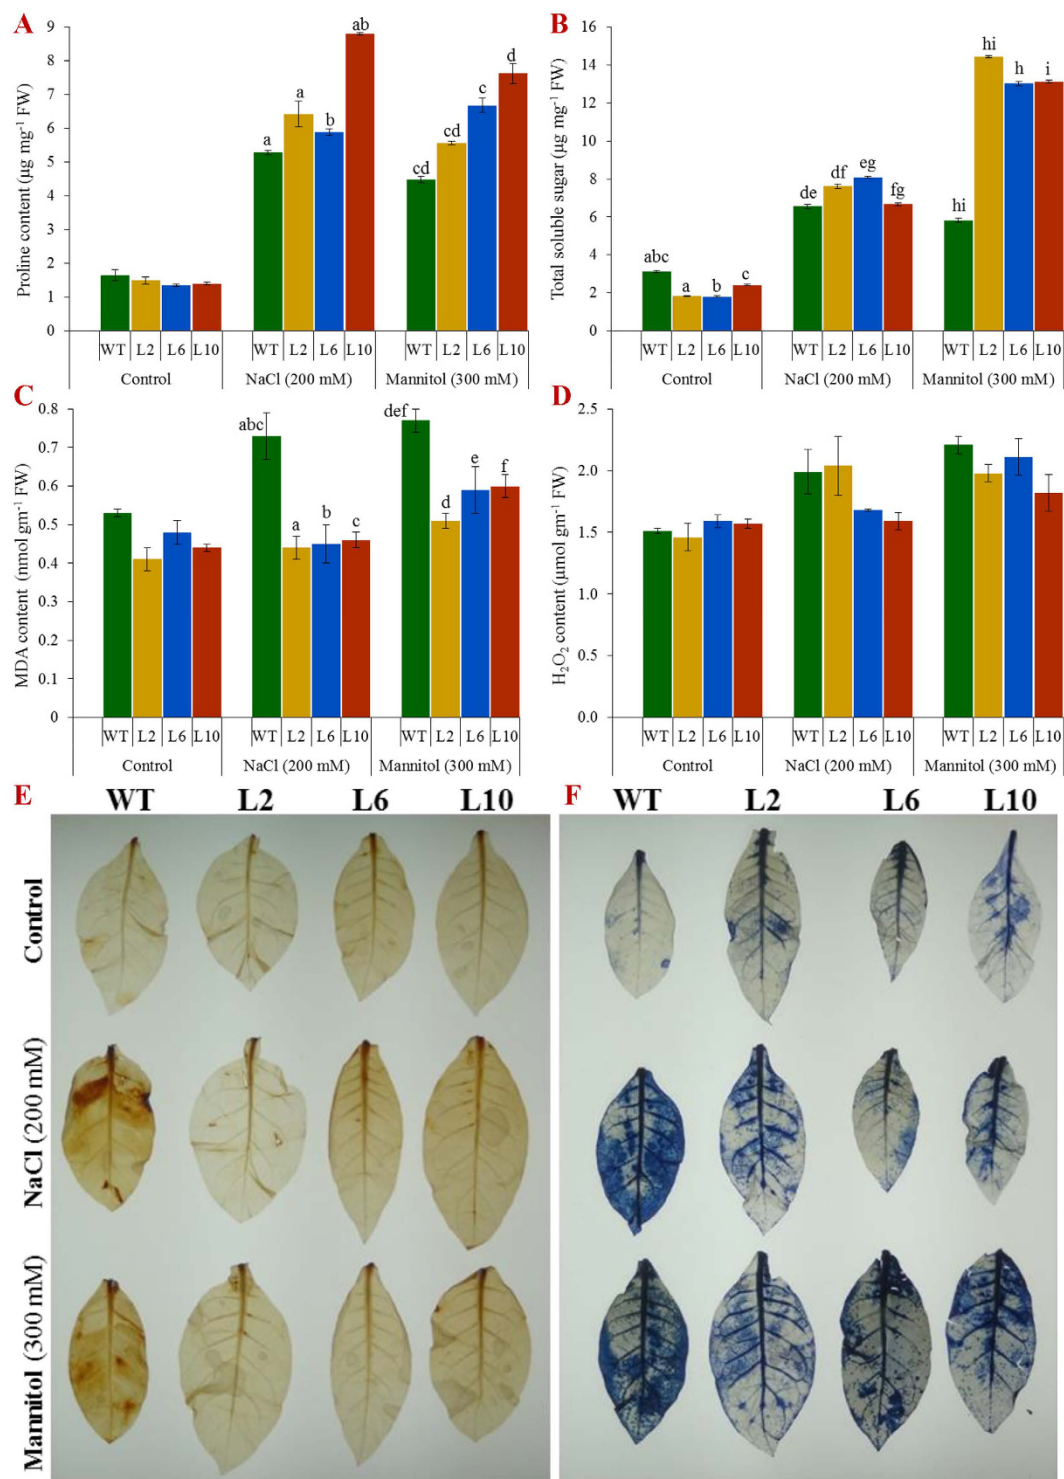 A
Proline content (µg mg⁻¹ FW)
9
8
7
6
5
4
3
2
1
0
a
a
b
ab
cd
cd
c
d
WT L2 L6 L10 WT L2 L6 L10 WT L2 L6 L10
Control NaCl (200 mM) Mannitol (300 mM)
B
Total soluble sugar (µg mg⁻¹ FW)
16
14
12
10
8
6
4
2
0
abc
a
b
c
de
df
eg
fg
hi
hi
h
i
WT L2 L6 L10 WT L2 L6 L10 WT L2 L6 L10
Control NaCl (200 mM) Mannitol (300 mM)
C
MDA content (nmol gm⁻¹ FW)
0.8
0.7
0.6
0.5
0.4
0.3
0.2
0.1
0
abc
a
b
c
def
d
e
f
WT L2 L6 L10 WT L2 L6 L10 WT L2 L6 L10
Control NaCl (200 mM) Mannitol (300 mM)
D
H₂O₂ content (µmol gm⁻¹ FW)
2.5
2.0
1.5
1.0
0.5
0.0
WT L2 L6 L10 WT L2 L6 L10 WT L2 L6 L10
Control NaCl (200 mM) Mannitol (300 mM)
E
WT L2 L6 L10
Control
NaCl (200 mM)
Mannitol (300 mM)
F
WT L2 L6 L10